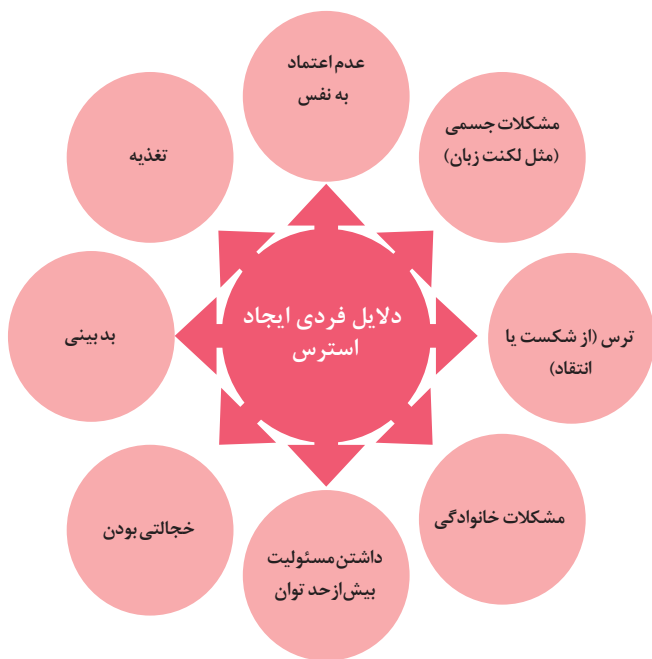 دلایل فردی ایجاد
استرس
عدم اعتماد
به نفس
مشکلات جسمی
(مثل لکنت زبان)
ترس (از شکست یا
انتقاد)
مشکلات خانوادگی
داشتن مسئولیت
بیش از حد توان
خجالتی بودن
بدبینی
تغذیه